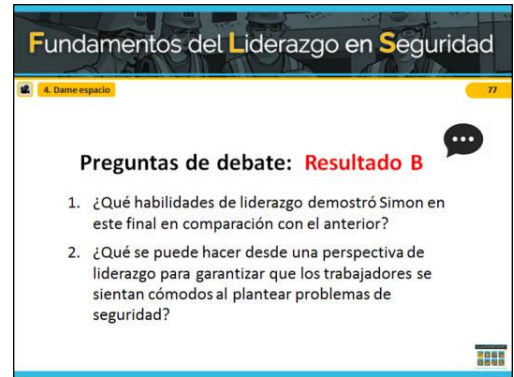 Fundamentos del Liderazgo en Seguridad
4. Dame espacio
77
Preguntas de debate: Resultado B
1. ¿Qué habilidades de liderazgo demostró Simon en
este final en comparación con el anterior?
2. ¿Qué se puede hacer desde una perspectiva de
liderazgo para garantizar que los trabajadores se
sientan cómodos al plantear problemas de
seguridad?